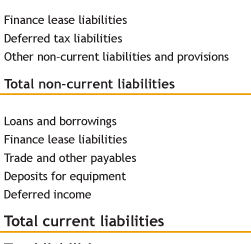 Finance lease liabilities
Deferred tax liabilities
Other non-current liabilities and provisions
Total non-current liabilities
Loans and borrowings
Finance lease liabilities
Trade and other payables
Deposits for equipment
Deferred income
Total current liabilities